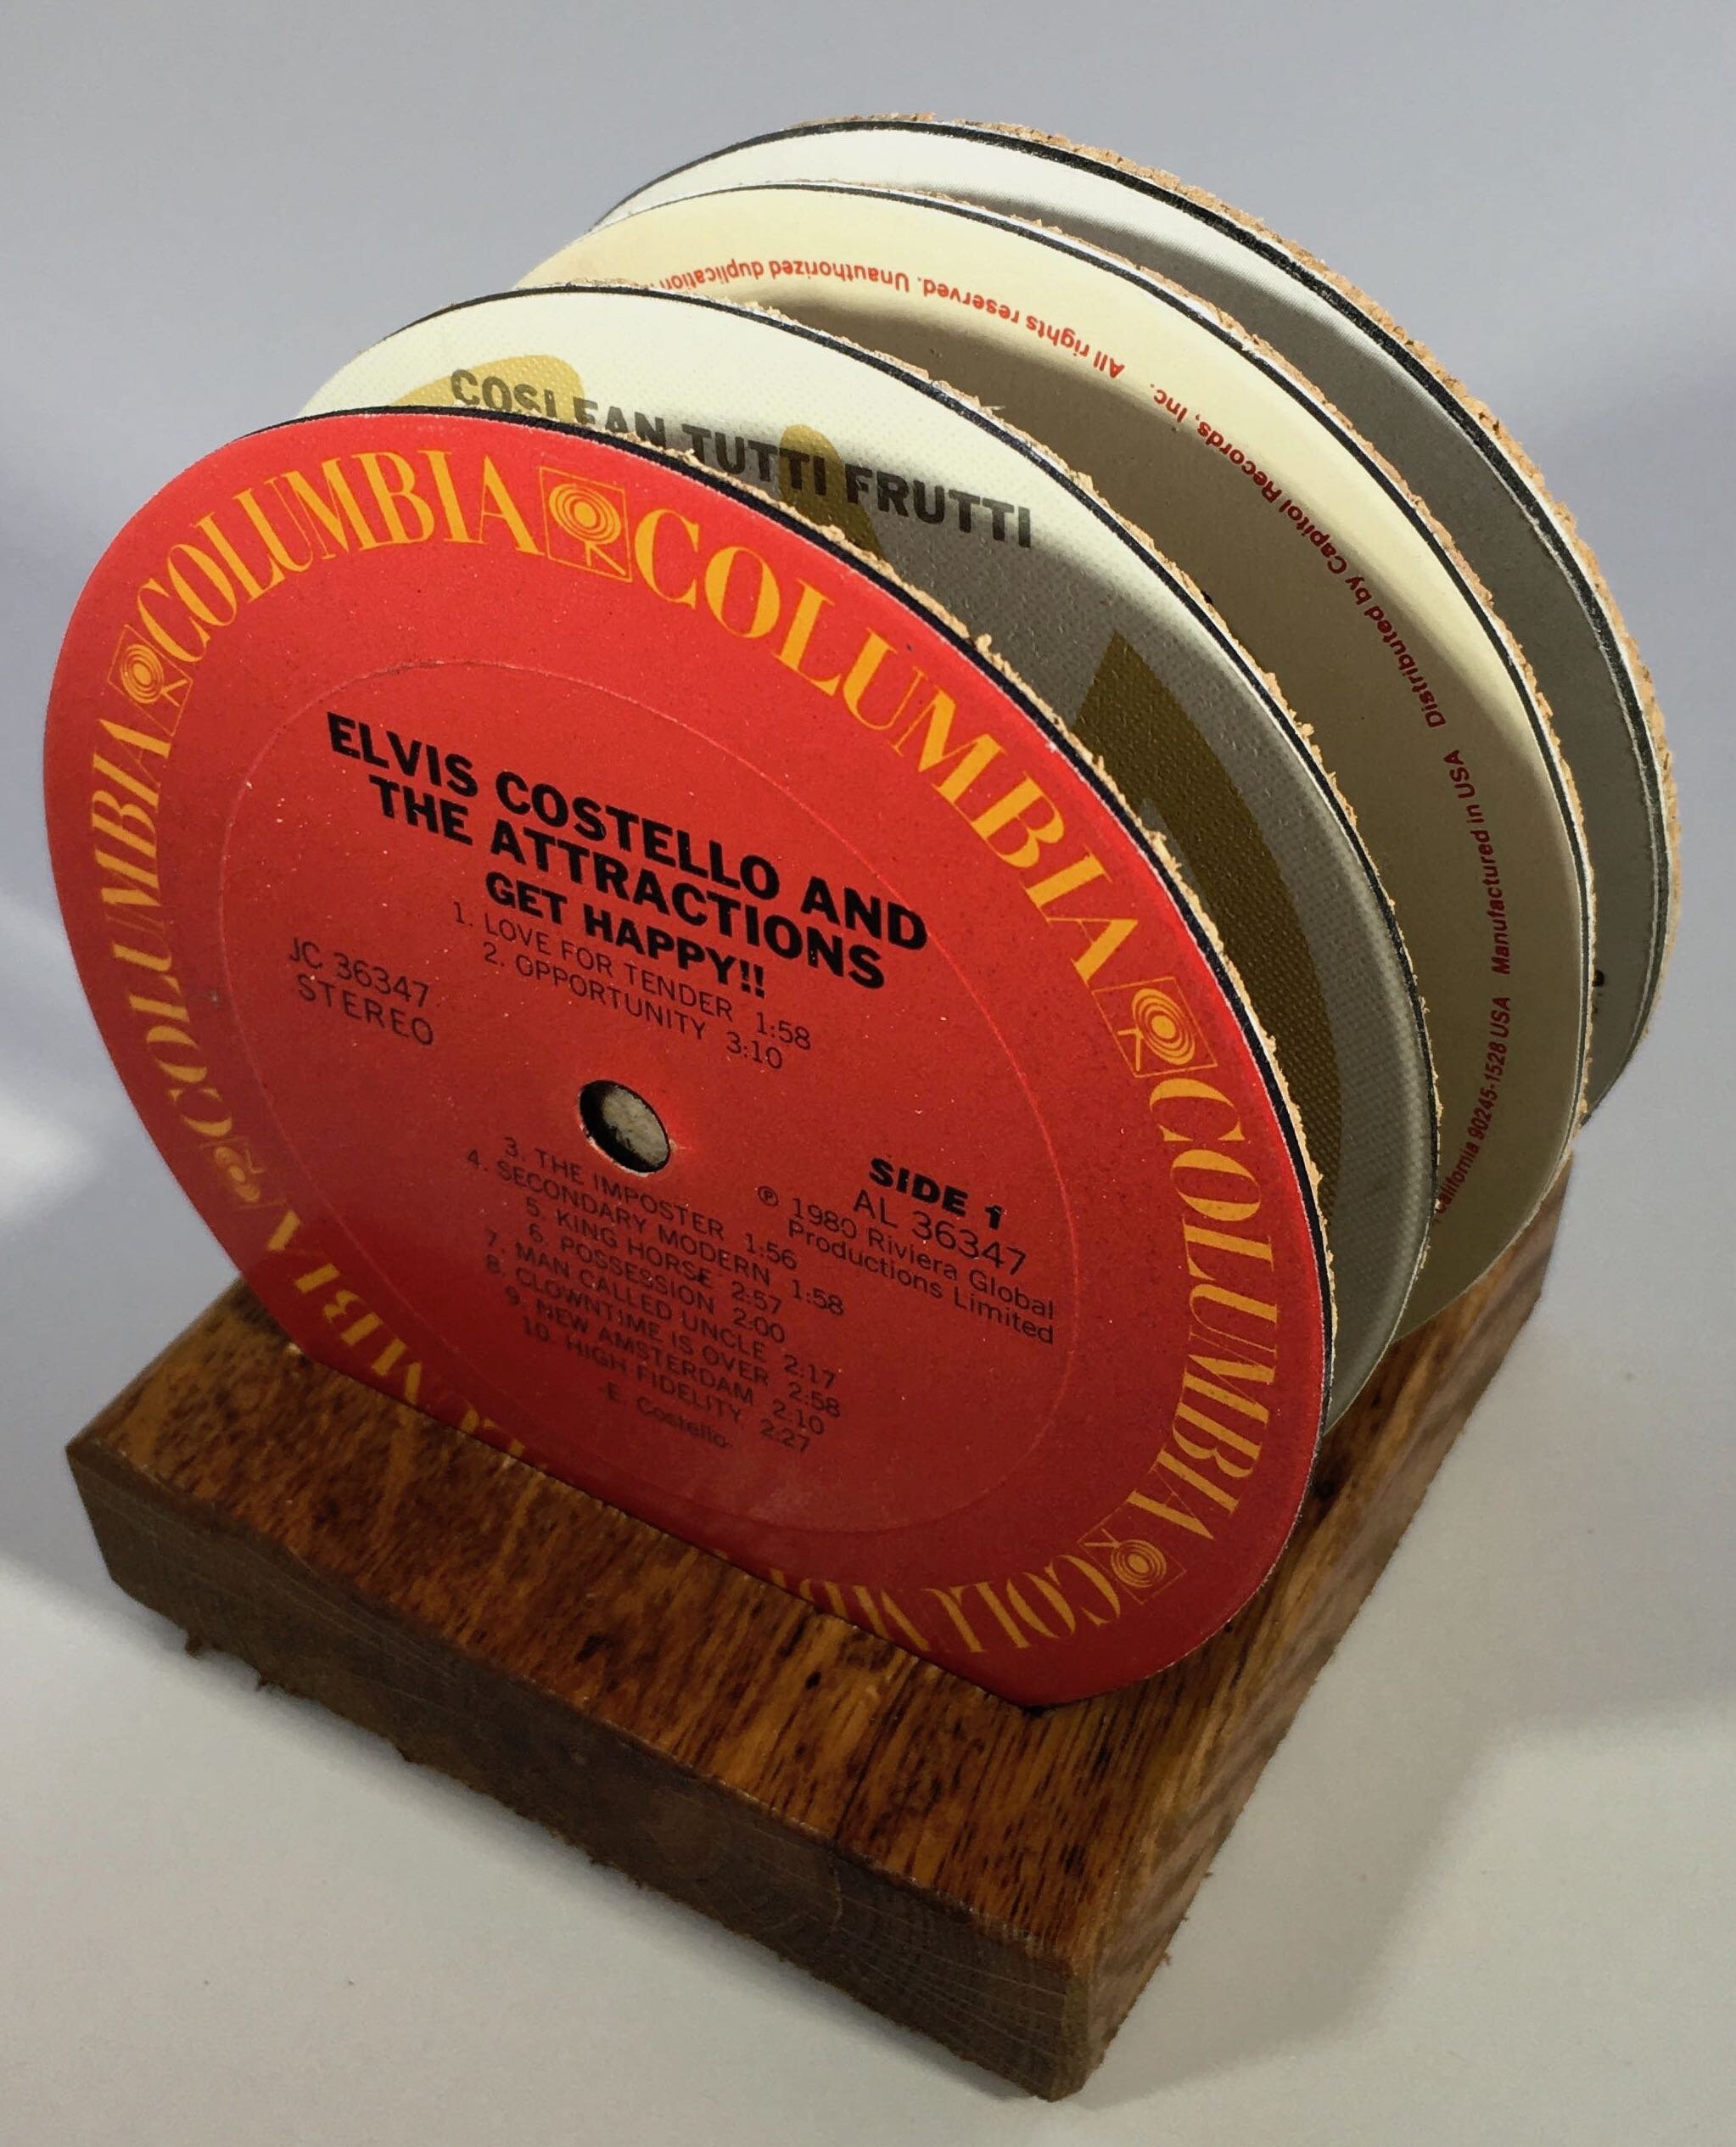 COLUMBIA COLUMBIA COLUMBIA COLUMBIA COLUMBIA COLUMBIA
ELVIS COSTELLO AND
THE ATTRACTIONS
GET HAPPY!!
1. LOVE FOR TENDER 1:58
2. OPPORTUNITY 3:10
JC 36347
STEREO
SIDE 1
AL 36347
℗ 1980 Riviera Global
Productions Limited
3. THE IMPOSTER 1:56
4. SECONDARY MODERN 1:58
5. KING HORSE 2:57
6. POSSESSION 2:00
7. MAN CALLED UNCLE 2:17
8. CLOWNTIME IS OVER 2:58
9. NEW AMSTERDAM 2:10
10. HIGH FIDELITY 2:27
E. Costello
COSI FAN TUTTI FRUTTI
California 90245-1528 USA Manufactured in USA Distributed by Capitol Records, Inc. All rights reserved. Unauthorized duplication